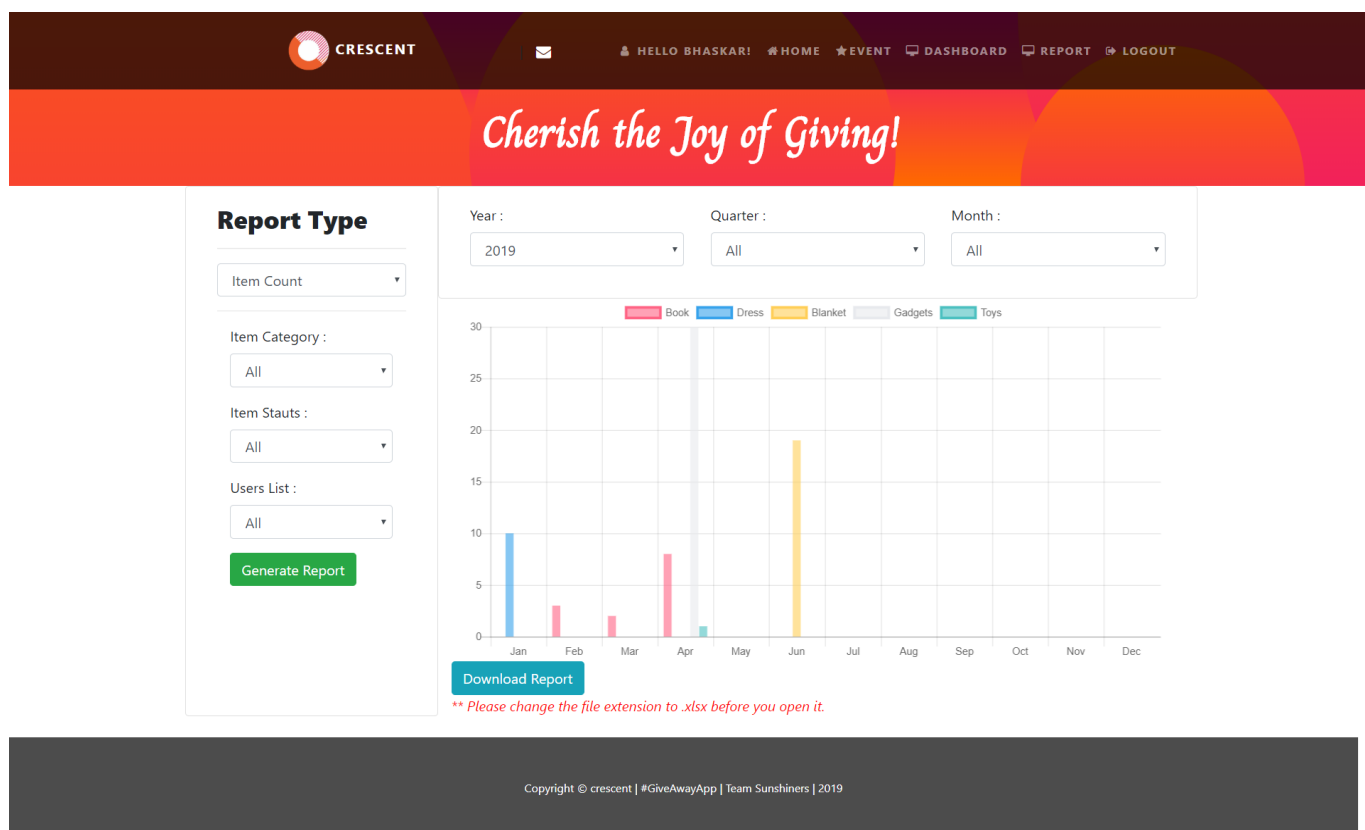 CRESCENT
HELLO BHASKAR! HOME EVENT DASHBOARD REPORT LOGOUT
Cherish the Joy of Giving!
Report Type
Item Count
Item Category :
All
Item Stauts :
All
Users List :
All
Generate Report
Year : Quarter : Month :
2019 All All
Book Dress Blanket Gadgets Toys
30
25
20
15
10
5
0
Jan Feb Mar Apr May Jun Jul Aug Sep Oct Nov Dec
Download Report
** Please change the file extension to .xlsx before you open it.
Copyright © crescent | #GiveAwayApp | Team Sunshiners | 2019